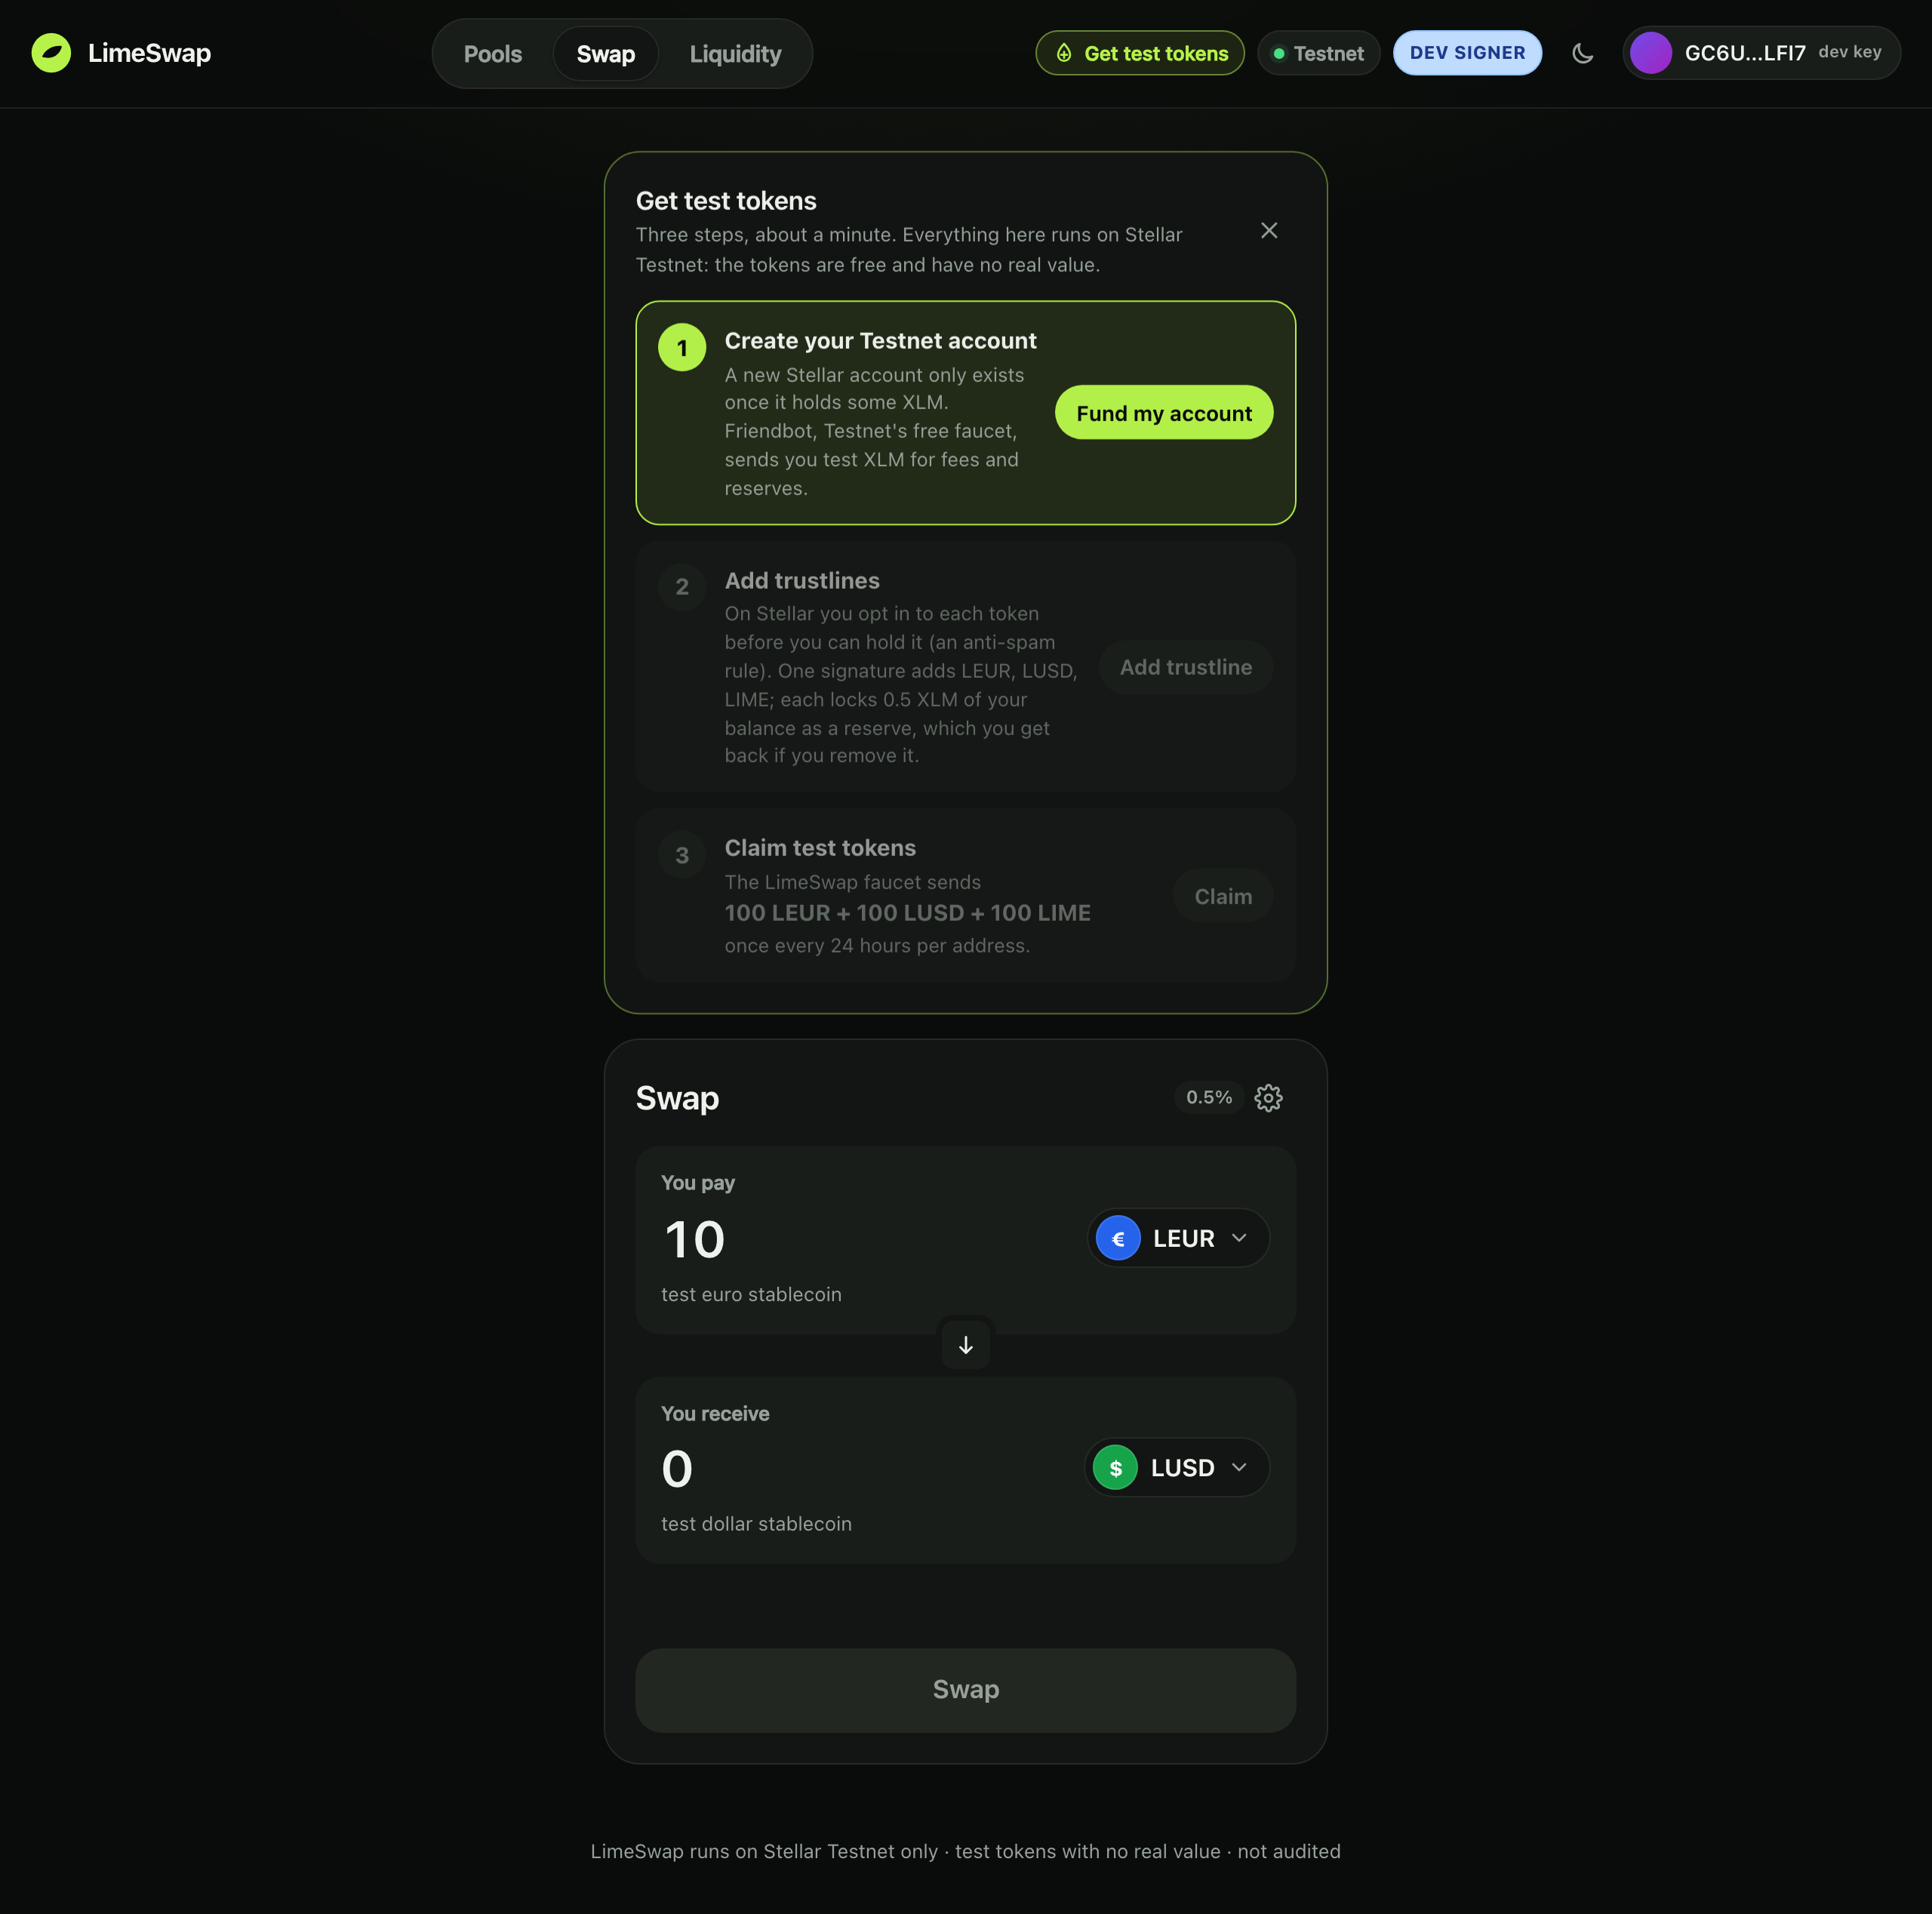 LimeSwap
Pools
Swap
Liquidity
Get test tokens
Testnet
DEV SIGNER
GC6U...LFI7 dev key
Get test tokens
Three steps, about a minute. Everything here runs on Stellar
Testnet: the tokens are free and have no real value.
1
Create your Testnet account
A new Stellar account only exists
once it holds some XLM.
Friendbot, Testnet's free faucet,
sends you test XLM for fees and
reserves.
Fund my account
2
Add trustlines
On Stellar you opt in to each token
before you can hold it (an anti-spam
rule). One signature adds LEUR, LUSD,
LIME; each locks 0.5 XLM of your
balance as a reserve, which you get
back if you remove it.
Add trustline
3
Claim test tokens
The LimeSwap faucet sends
100 LEUR + 100 LUSD + 100 LIME
once every 24 hours per address.
Claim
Swap
0.5%
You pay
10
€ LEUR
test euro stablecoin
You receive
0
$ LUSD
test dollar stablecoin
Swap
LimeSwap runs on Stellar Testnet only · test tokens with no real value · not audited